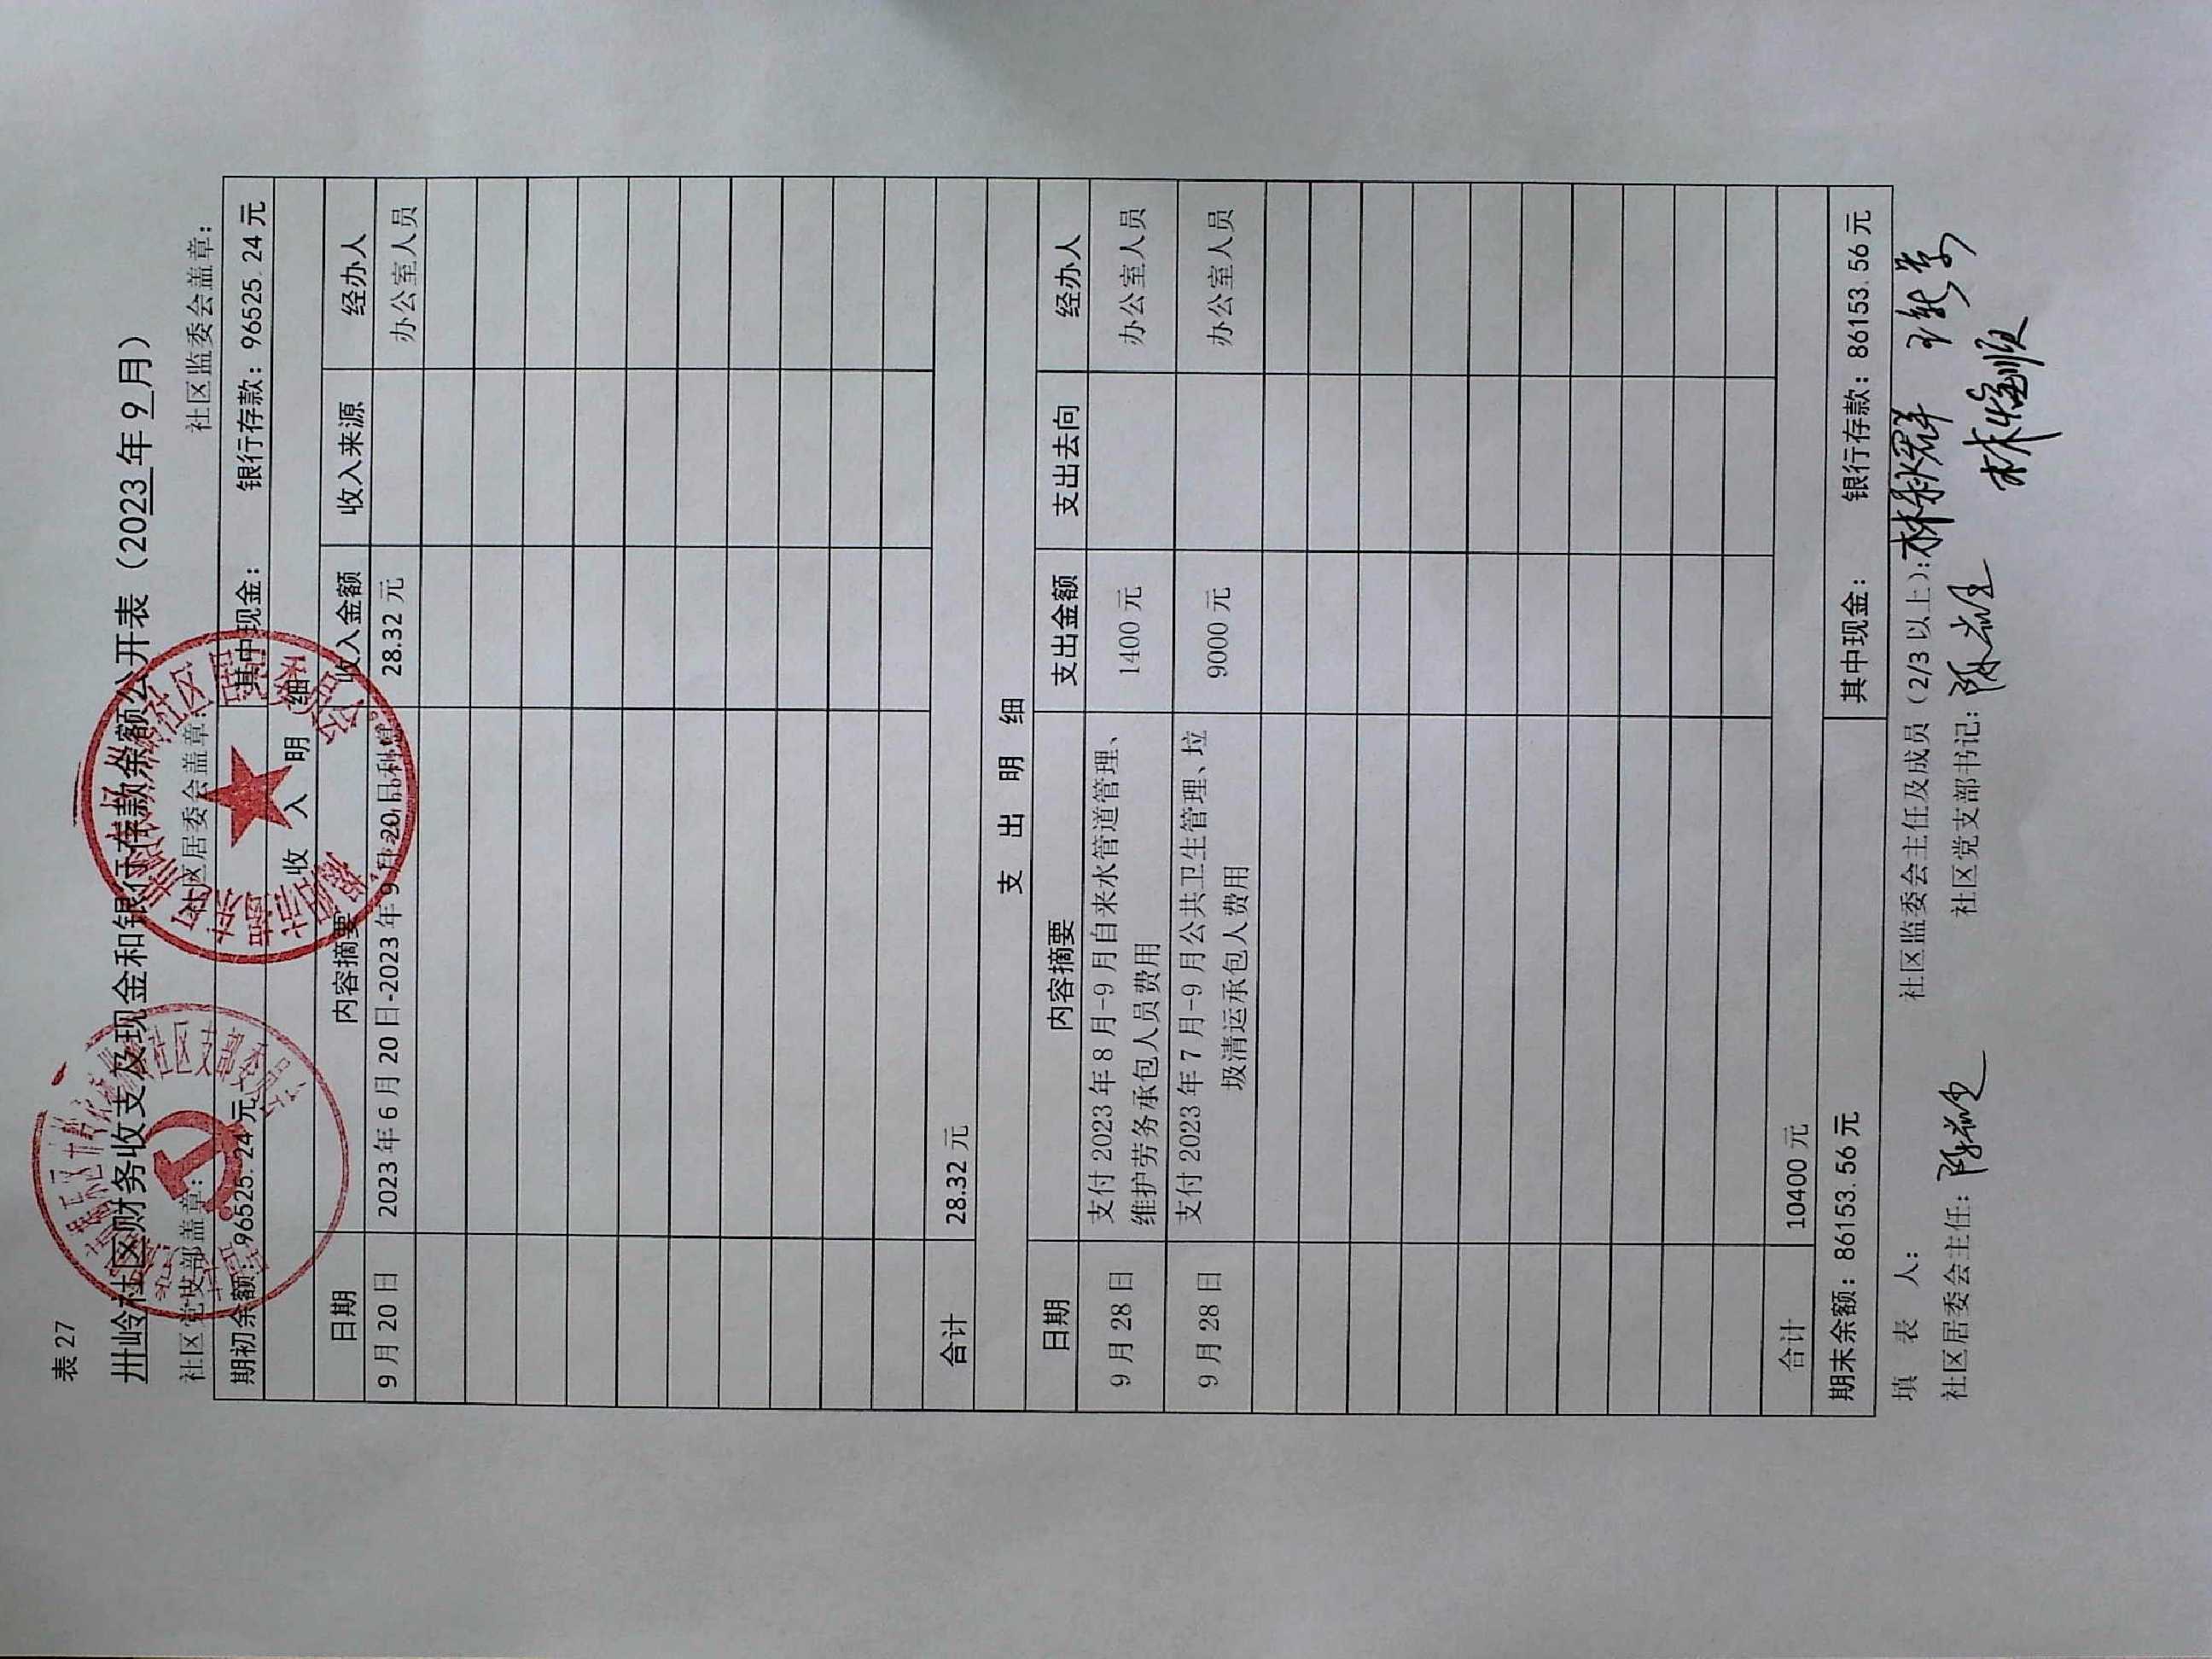 表 27
卅岭社区财务收支及现金和银行存款余额公开表（2023 年 9 月）
社区党支部盖章： 社区居委会盖章： 社区监委会盖章：
期初余额：96525.24 元 其中现金： 银行存款：96525.24 元
收 入 明 细
日期 内容摘要 收入金额 收入来源 经办人
9 月 20 日 2023 年 6 月 20 日-2023 年 9 月 20 日利息 28.32 元 办公室人员
合计 28.32 元
支 出 明 细
日期 内容摘要 支出金额 支出去向 经办人
9 月 28 日 支付 2023 年 8 月-9 月自来水管道管理、 1400 元 办公室人员
维护劳务承包人员费用
9 月 28 日 支付 2023 年 7 月-9 月公共卫生管理、垃 9000 元 办公室人员
圾清运承包人费用
合计 10400 元
期末余额：86153.56 元 其中现金： 银行存款：86153.56 元
填 表 人： 社区监委会主任及成员（2/3 以上）：
社区居委会主任： 社区党支部书记：